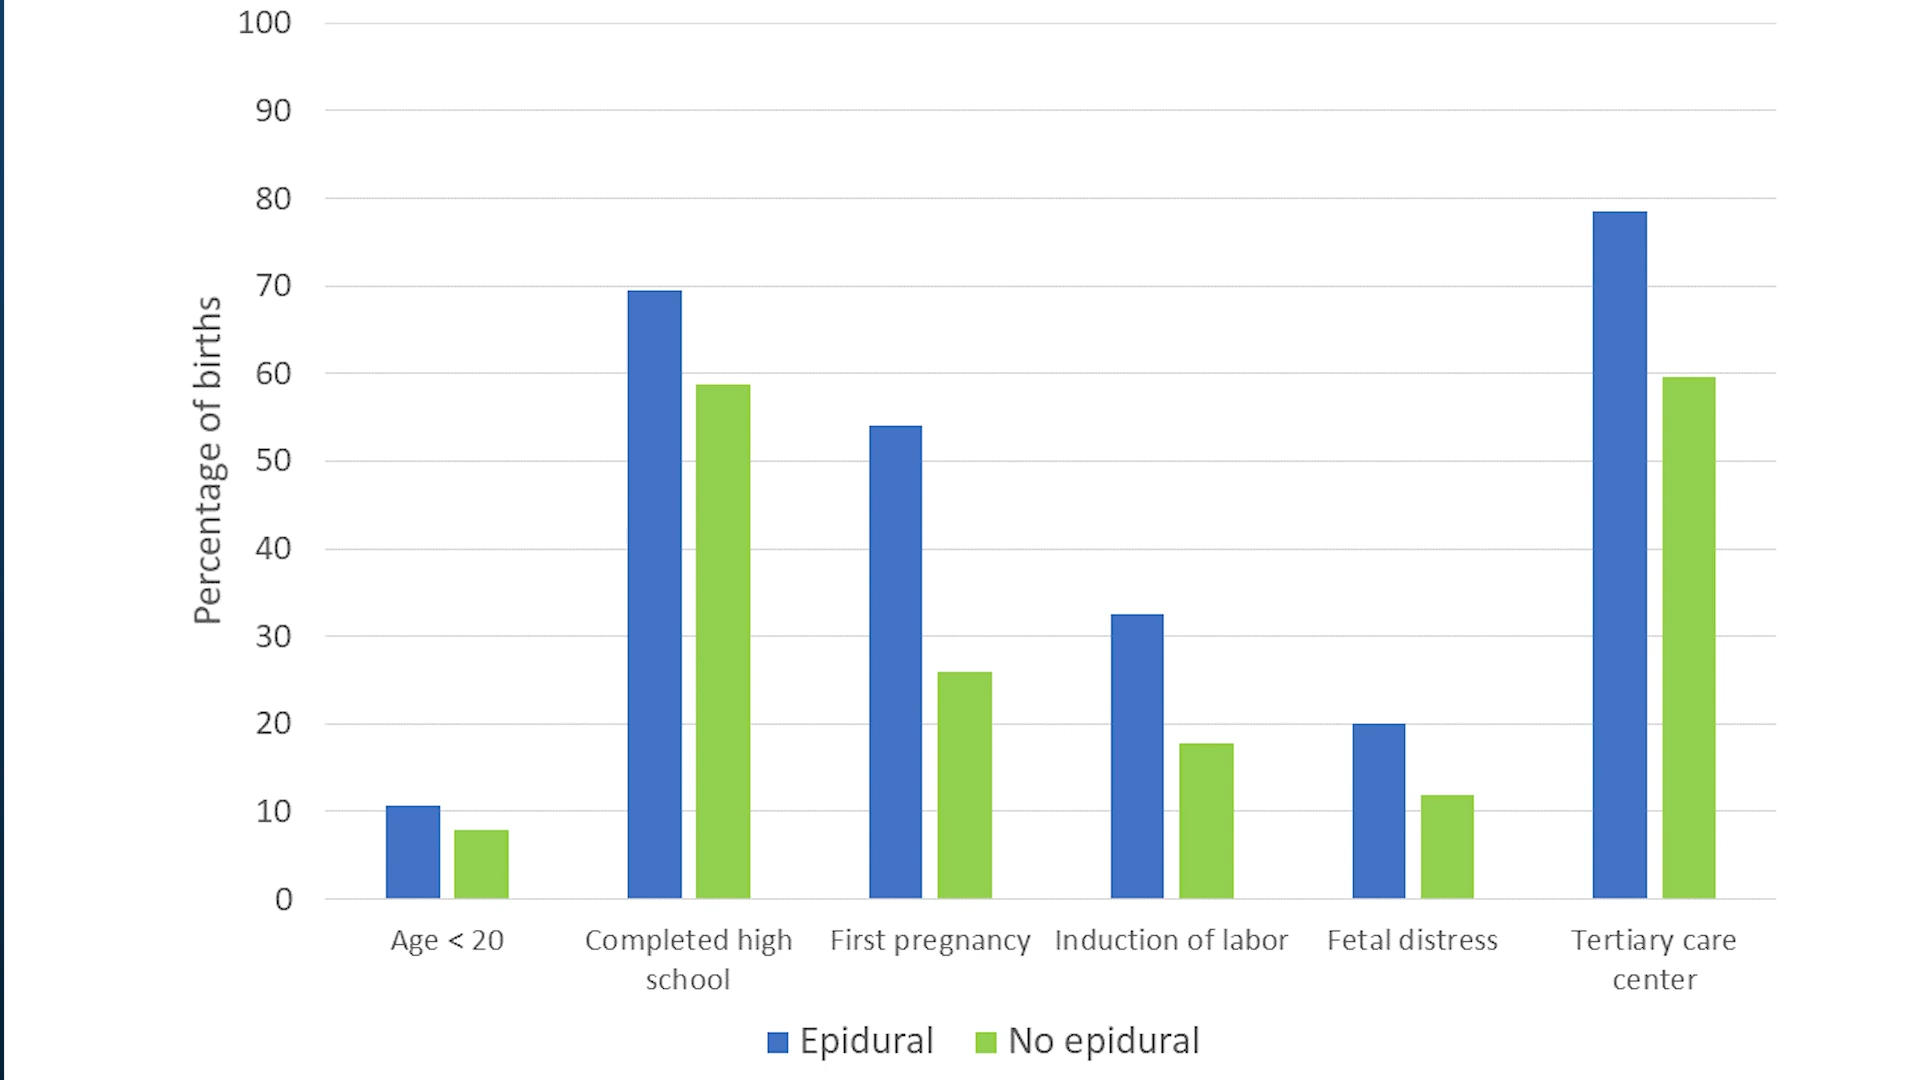 100
90
80
70
60
50
40
30
20
10
0
Percentage of births
Age < 20
Completed high
school
First pregnancy
Induction of labor
Fetal distress
Tertiary care
center
Epidural
No epidural